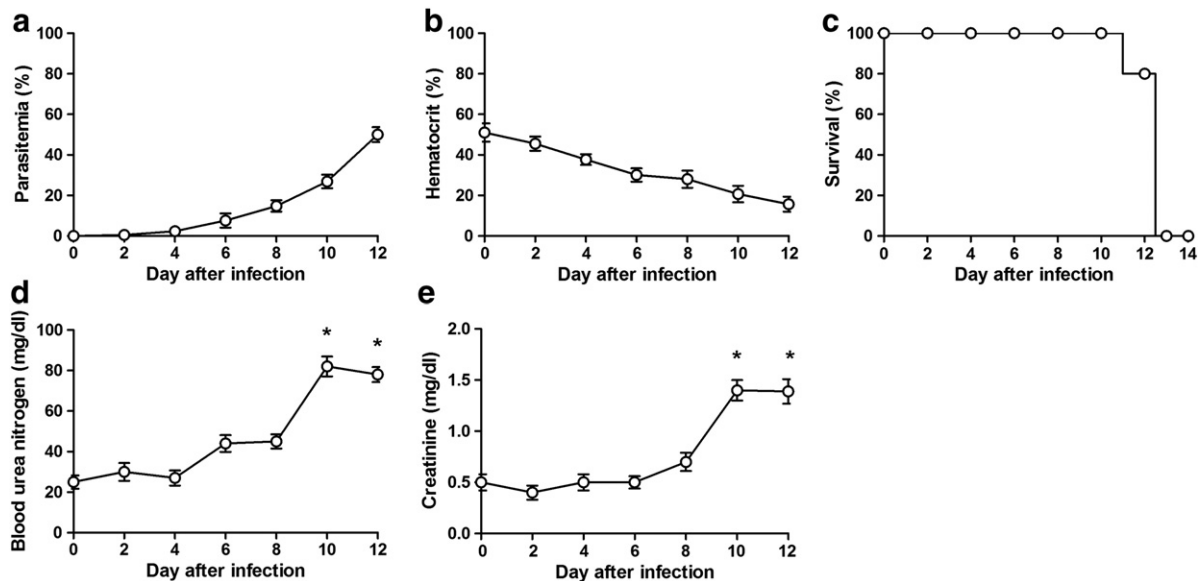 a
Parasitemia (%)
100
80
60
40
20
0
0 2 4 6 8 10 12
Day after infection
b
Hematocrit (%)
100
80
60
40
20
0
0 2 4 6 8 10 12
Day after infection
c
Survival (%)
100
80
60
40
20
0
0 2 4 6 8 10 12 14
Day after infection
d
Blood urea nitrogen (mg/dl)
100
80
60
40
20
0
* *
0 2 4 6 8 10 12
Day after infection
e
Creatinine (mg/dl)
2.0
1.5
1.0
0.5
0.0
* *
0 2 4 6 8 10 12
Day after infection